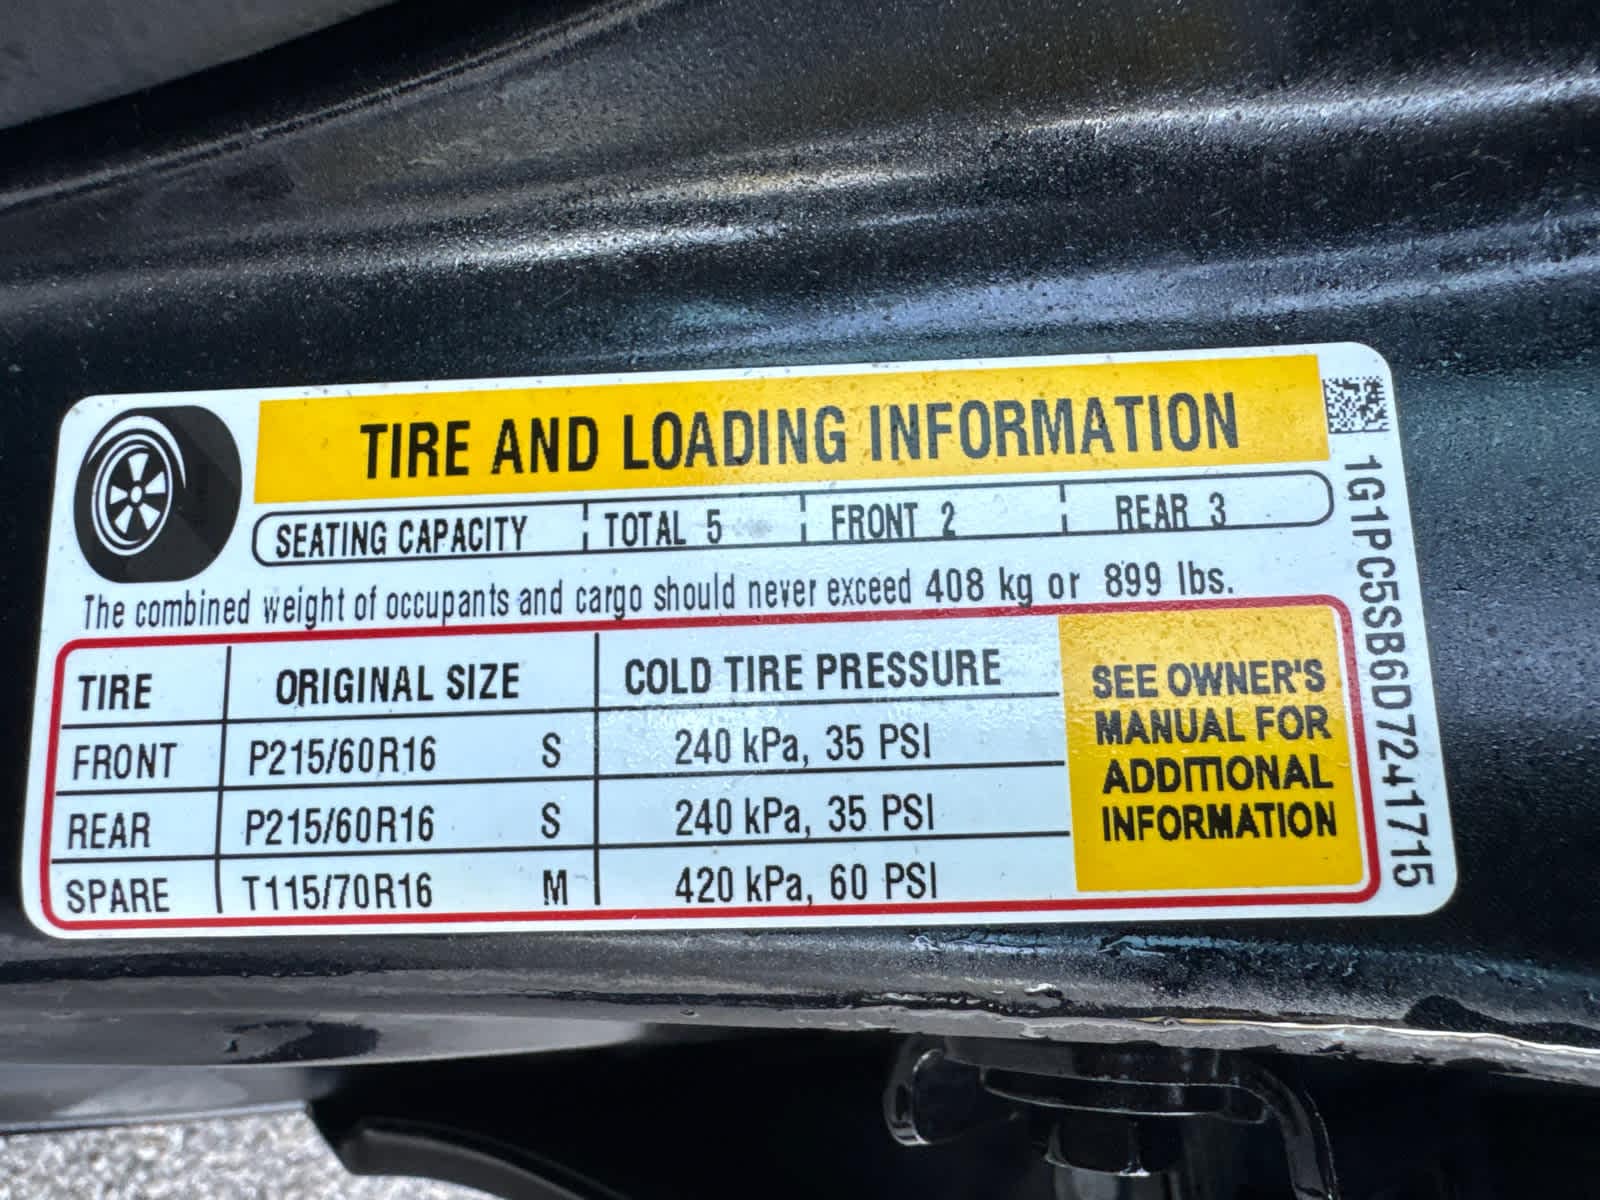 TIRE AND LOADING INFORMATION
SEATING CAPACITY TOTAL 5 FRONT 2 REAR 3
The combined weight of occupants and cargo should never exceed 408 kg or 899 lbs.
TIRE ORIGINAL SIZE COLD TIRE PRESSURE
FRONT P215/60R16 S 240 kPa, 35 PSI
REAR P215/60R16 S 240 kPa, 35 PSI
SPARE T115/70R16 M 420 kPa, 60 PSI
SEE OWNER'S
MANUAL FOR
ADDITIONAL
INFORMATION
1G1PC5SB6D7241715